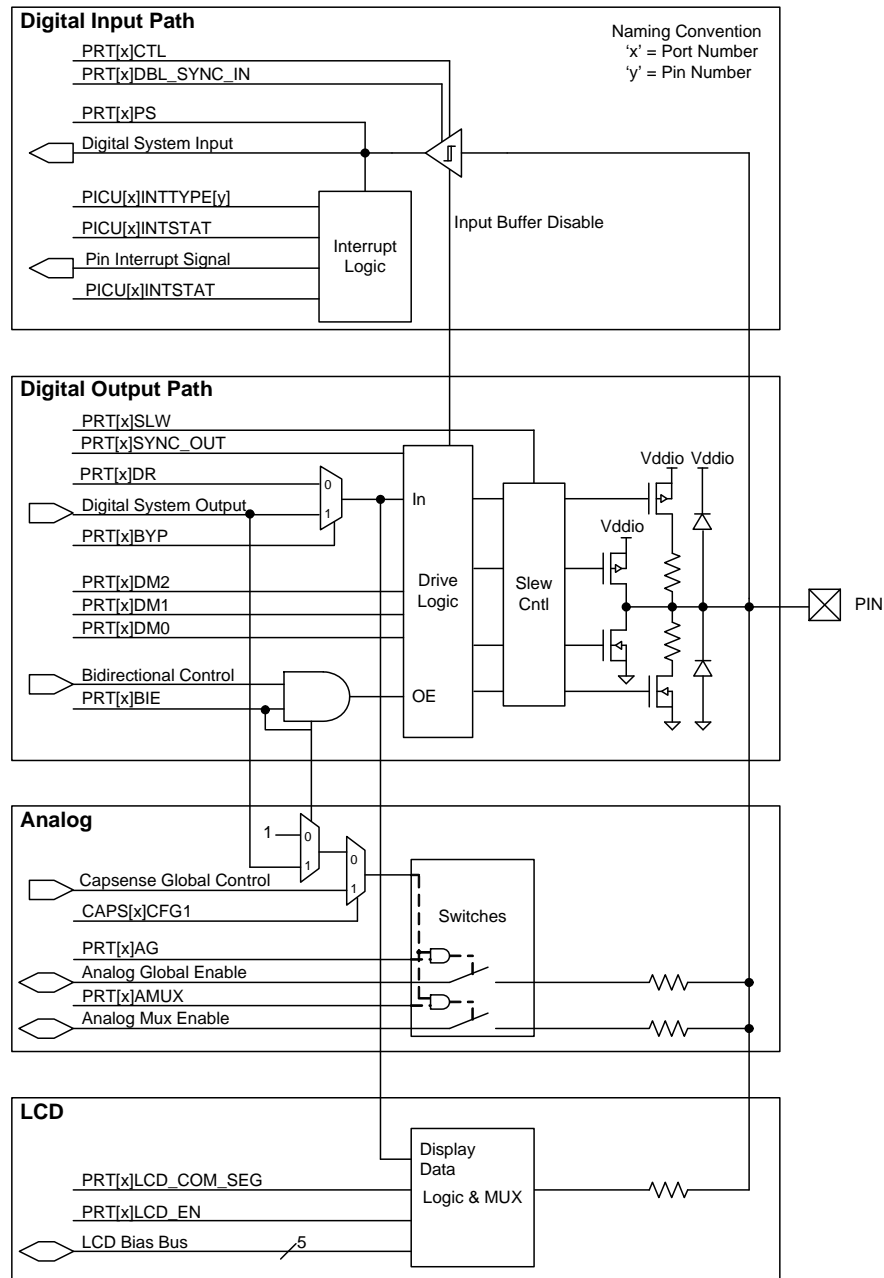 Digital Input Path
Naming Convention
'x' = Port Number
'y' = Pin Number
PRT[x]CTL
PRT[x]DBL_SYNC_IN
PRT[x]PS
Digital System Input
PICU[x]INTTYPE[y]
PICU[x]INTSTAT
Pin Interrupt Signal
PICU[x]INTSTAT
Interrupt
Logic
Input Buffer Disable
Digital Output Path
PRT[x]SLW
PRT[x]SYNC_OUT
PRT[x]DR
Digital System Output
PRT[x]BYP
0
1
In
Vddio Vddio
Vddio
PRT[x]DM2
PRT[x]DM1
PRT[x]DM0
Drive
Logic
Slew
Cntl
PIN
Bidirectional Control
PRT[x]BIE
OE
Analog
1
0
1
0
1
Capsense Global Control
CAPS[x]CFG1
Switches
PRT[x]AG
Analog Global Enable
PRT[x]AMUX
Analog Mux Enable
LCD
Display
Data
Logic & MUX
PRT[x]LCD_COM_SEG
PRT[x]LCD_EN
LCD Bias Bus
5